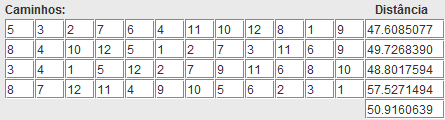 Caminhos: Distância
5 3 2 7 6 4 11 10 12 8 1 9 47.6085077
8 4 10 12 5 1 2 7 3 11 6 9 49.7268390
3 4 1 5 12 2 7 9 11 6 8 10 48.8017594
8 7 12 11 4 9 10 5 6 2 3 1 57.5271494
50.9160639